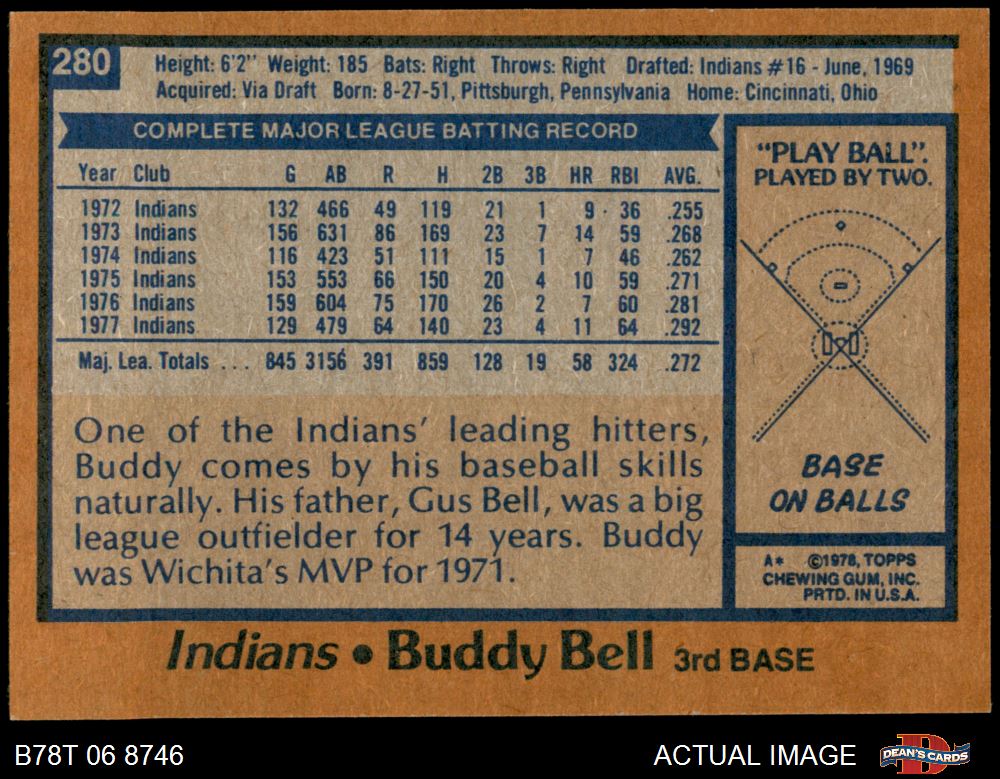 280
Height: 6'2" Weight: 185 Bats: Right Throws: Right Drafted: Indians #16 - June, 1969
Acquired: Via Draft Born: 8-27-51, Pittsburgh, Pennsylvania Home: Cincinnati, Ohio
COMPLETE MAJOR LEAGUE BATTING RECORD
Year Club G AB R H 2B 3B HR RBI AVG.
1972 Indians 132 466 49 119 21 1 9 36 .255
1973 Indians 156 631 86 169 23 7 14 59 .268
1974 Indians 116 423 51 111 15 1 7 46 .262
1975 Indians 153 553 66 150 20 4 10 59 .271
1976 Indians 159 604 75 170 26 2 7 60 .281
1977 Indians 129 479 64 140 23 4 11 64 .292
Maj. Lea. Totals ... 845 3156 391 859 128 19 58 324 .272
One of the Indians' leading hitters,
Buddy comes by his baseball skills
naturally. His father, Gus Bell, was a big
league outfielder for 14 years. Buddy
was Wichita's MVP for 1971.
"PLAY BALL".
PLAYED BY TWO.
BASE
ON BALLS
A* ©1978, TOPPS
CHEWING GUM, INC.
PRTD. IN U.S.A.
Indians • Buddy Bell 3rd BASE
B78T 06 8746
ACTUAL IMAGE
DEAN'S CARDS